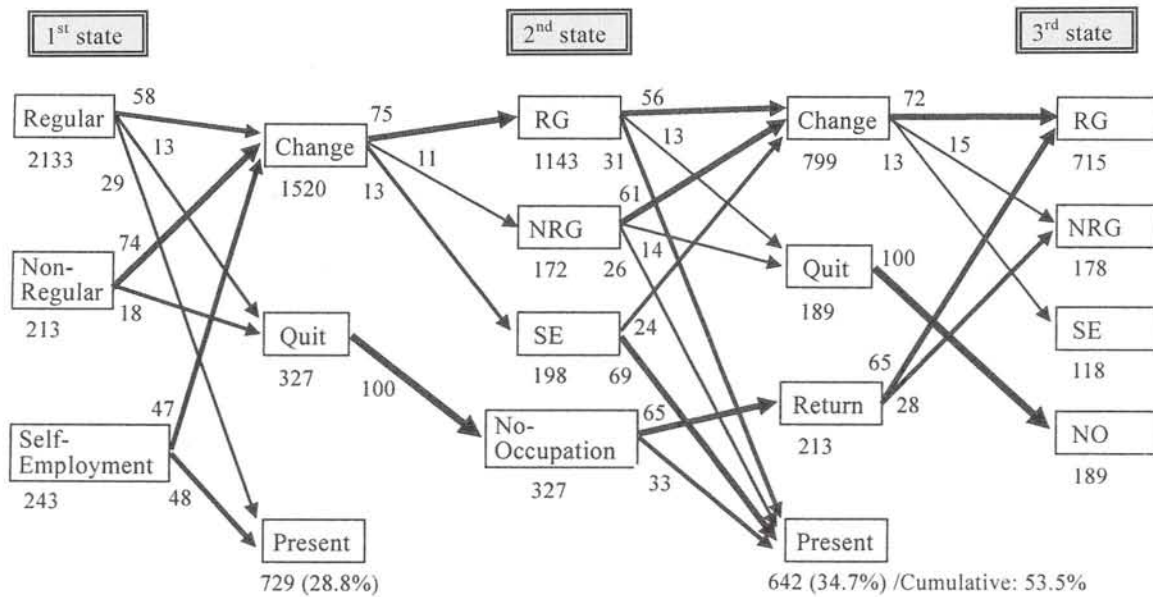 1st state
2nd state
3rd state
58
75
56
72
Regular
Change
RG
Change
RG
2133
13
1520
11
1143
13
31
799
15
13
715
29
13
61
74
NRG
NRG
Non-
Regular
172
14
26
Quit
100
178
213
18
Quit
SE
24
189
SE
327
198
69
65
118
100
47
65
Return
28
NO
Self-
Employment
No-
Occupation
213
189
243
48
327
33
Present
Present
729 (28.8%)
642 (34.7%) /Cumulative: 53.5%